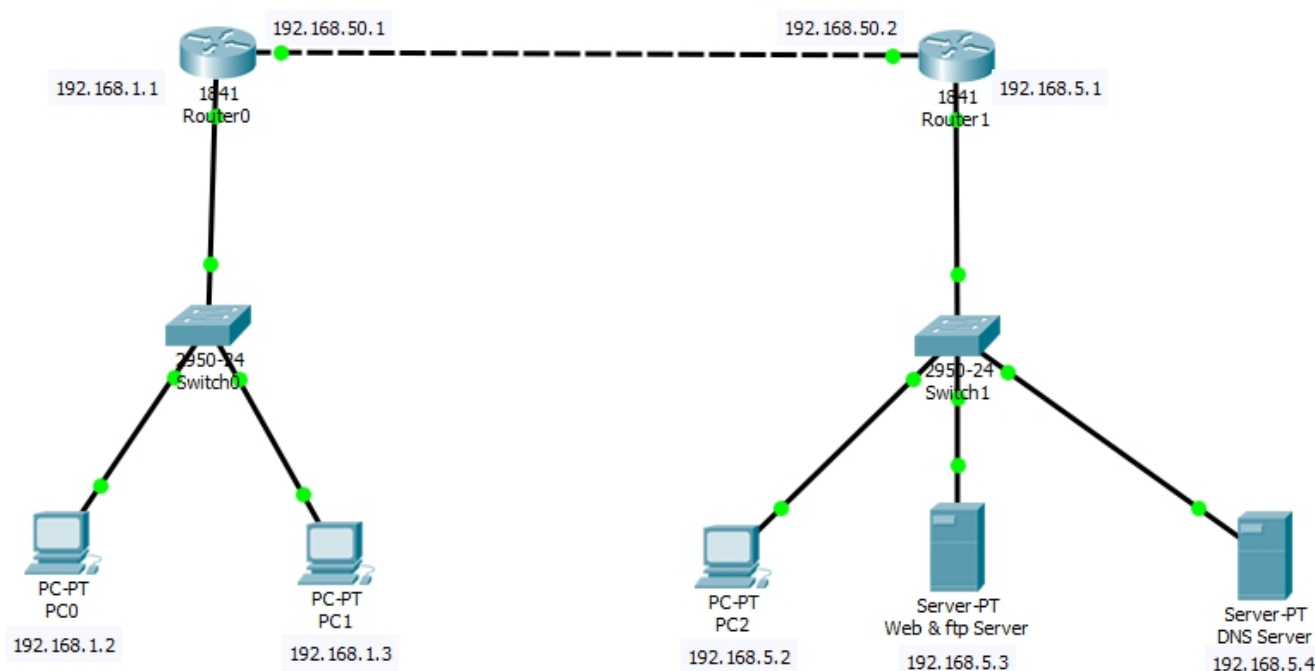 192.168.50.1
192.168.50.2
192.168.1.1
1841
Router0
1841
Router1
192.168.5.1
2950-24
Switch0
2950-24
Switch1
PC-PT
PC0
192.168.1.2
PC-PT
PC1
192.168.1.3
PC-PT
PC2
192.168.5.2
Server-PT
Web & ftp Server
192.168.5.3
Server-PT
DNS Server
192.168.5.4